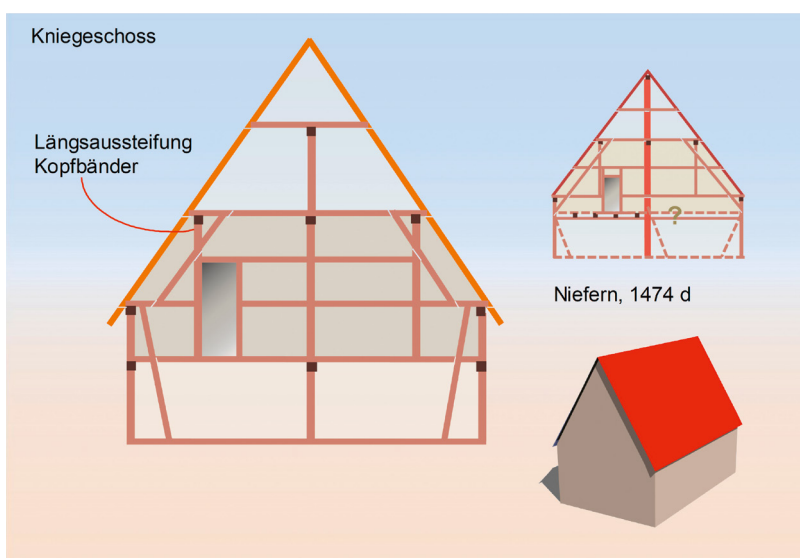 Kniegeschoss
Längsaussteifung
Kopfbänder
?
Niefern, 1474 d